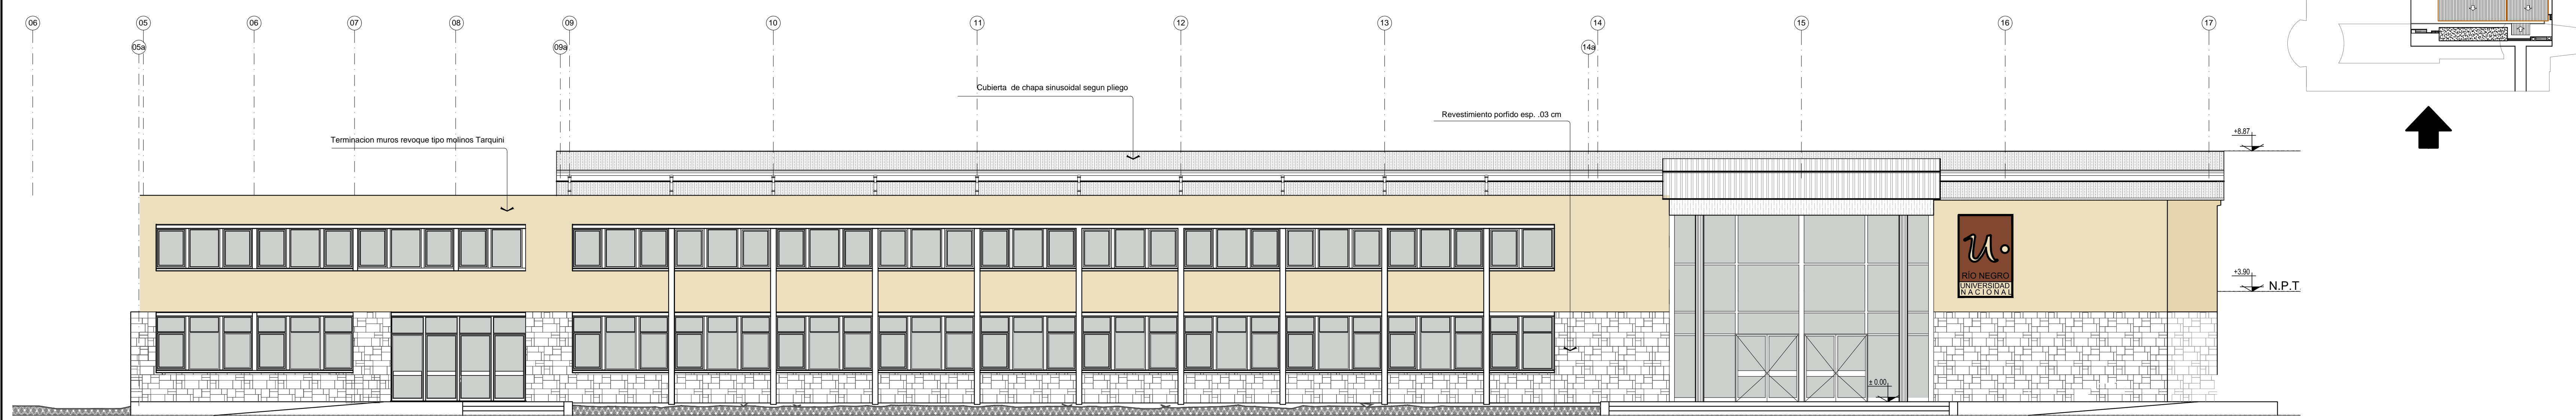 06
05
06
07
08
09
10
11
12
13
14
15
16
17
05a
09a
14a
Cubierta de chapa sinusoidal segun pliego
Revestimiento porfido esp. .03 cm
Terminacion muros revoque tipo molinos Tarquini
+8.87
u.
RÍO NEGRO
UNIVERSIDAD
NACIONAL
+3.90
N.P.T
± 0.00